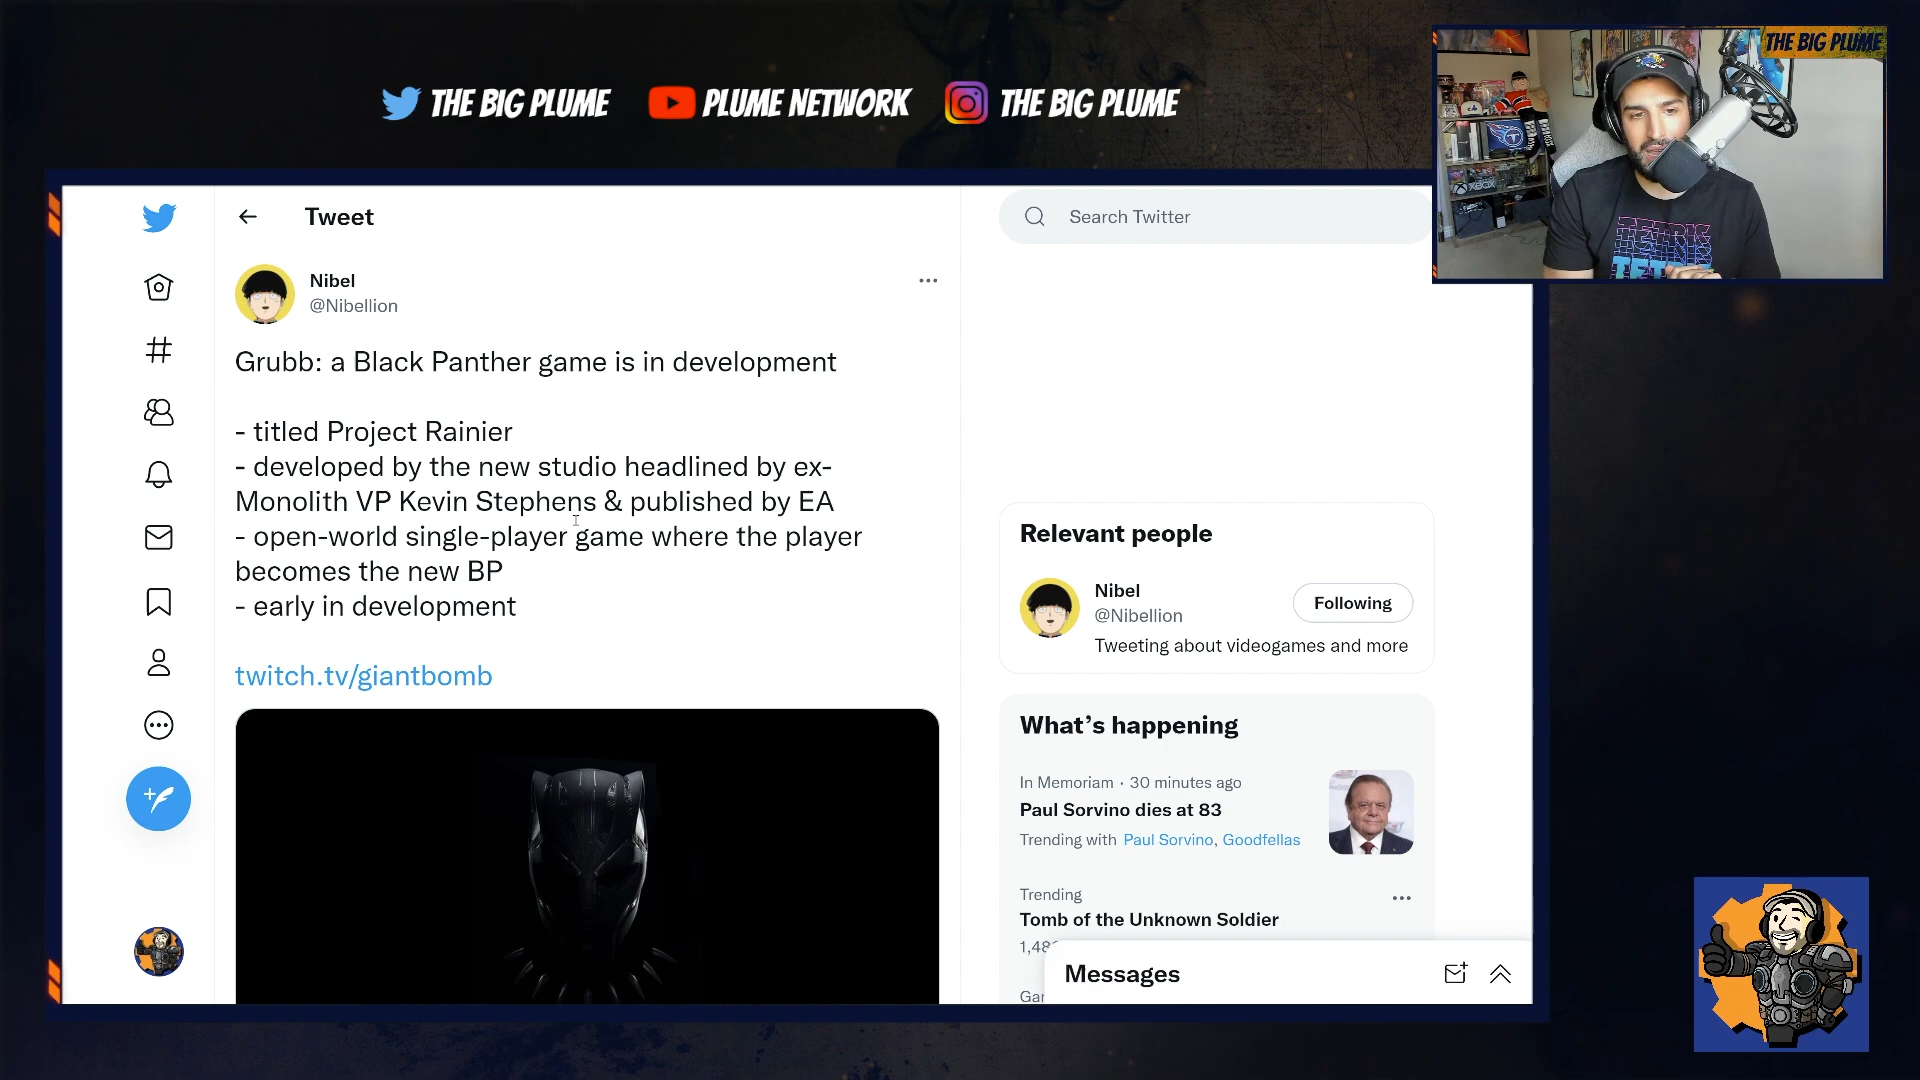 THE BIG PLUME
PLUME NETWORK
THE BIG PLUME
THE BIG PLUME
XBOX
TETRIS
Tweet
Search Twitter
Nibel
@Nibellion
Grubb: a Black Panther game is in development
- titled Project Rainier
- developed by the new studio headlined by ex-
Monolith VP Kevin Stephens & published by EA
- open-world single-player game where the player
becomes the new BP
- early in development
twitch.tv/giantbomb
Relevant people
Nibel
@Nibellion
Following
Tweeting about videogames and more
What's happening
In Memoriam · 30 minutes ago
Paul Sorvino dies at 83
Trending with Paul Sorvino, Goodfellas
Trending
Tomb of the Unknown Soldier
Messages